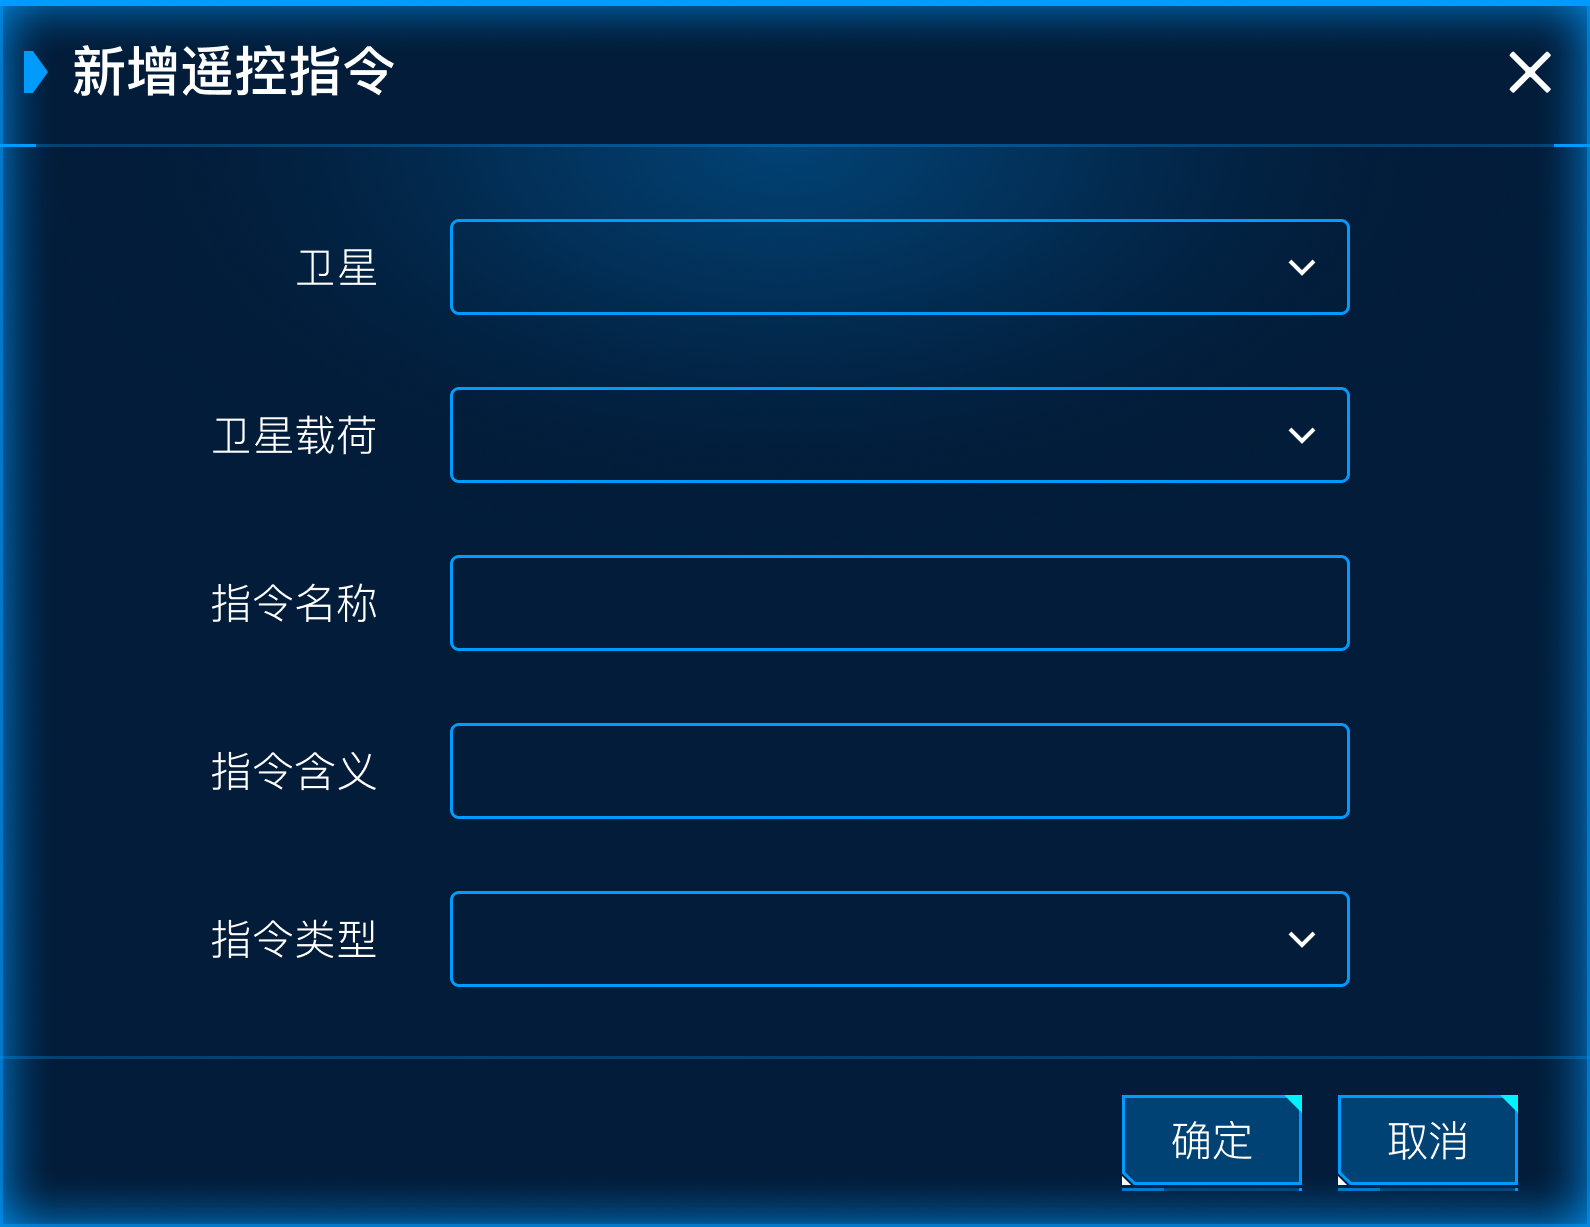 新增遥控指令
卫星
卫星载荷
指令名称
指令含义
指令类型
确定 取消